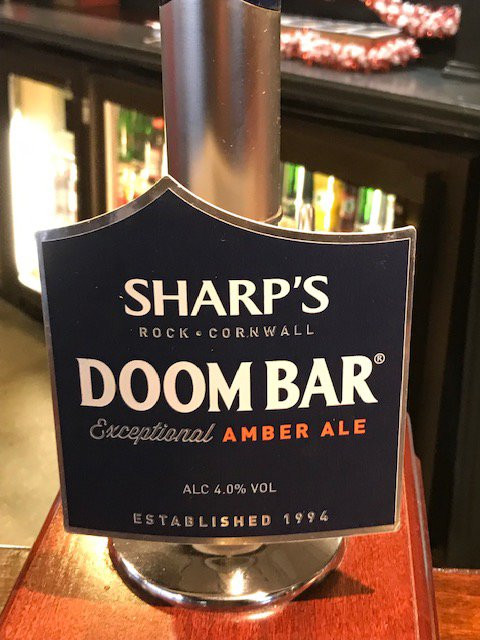 SHARP'S
ROCK • CORNWALL
DOOM BAR®
Exceptional AMBER ALE
ALC 4.0% VOL
ESTABLISHED 1994